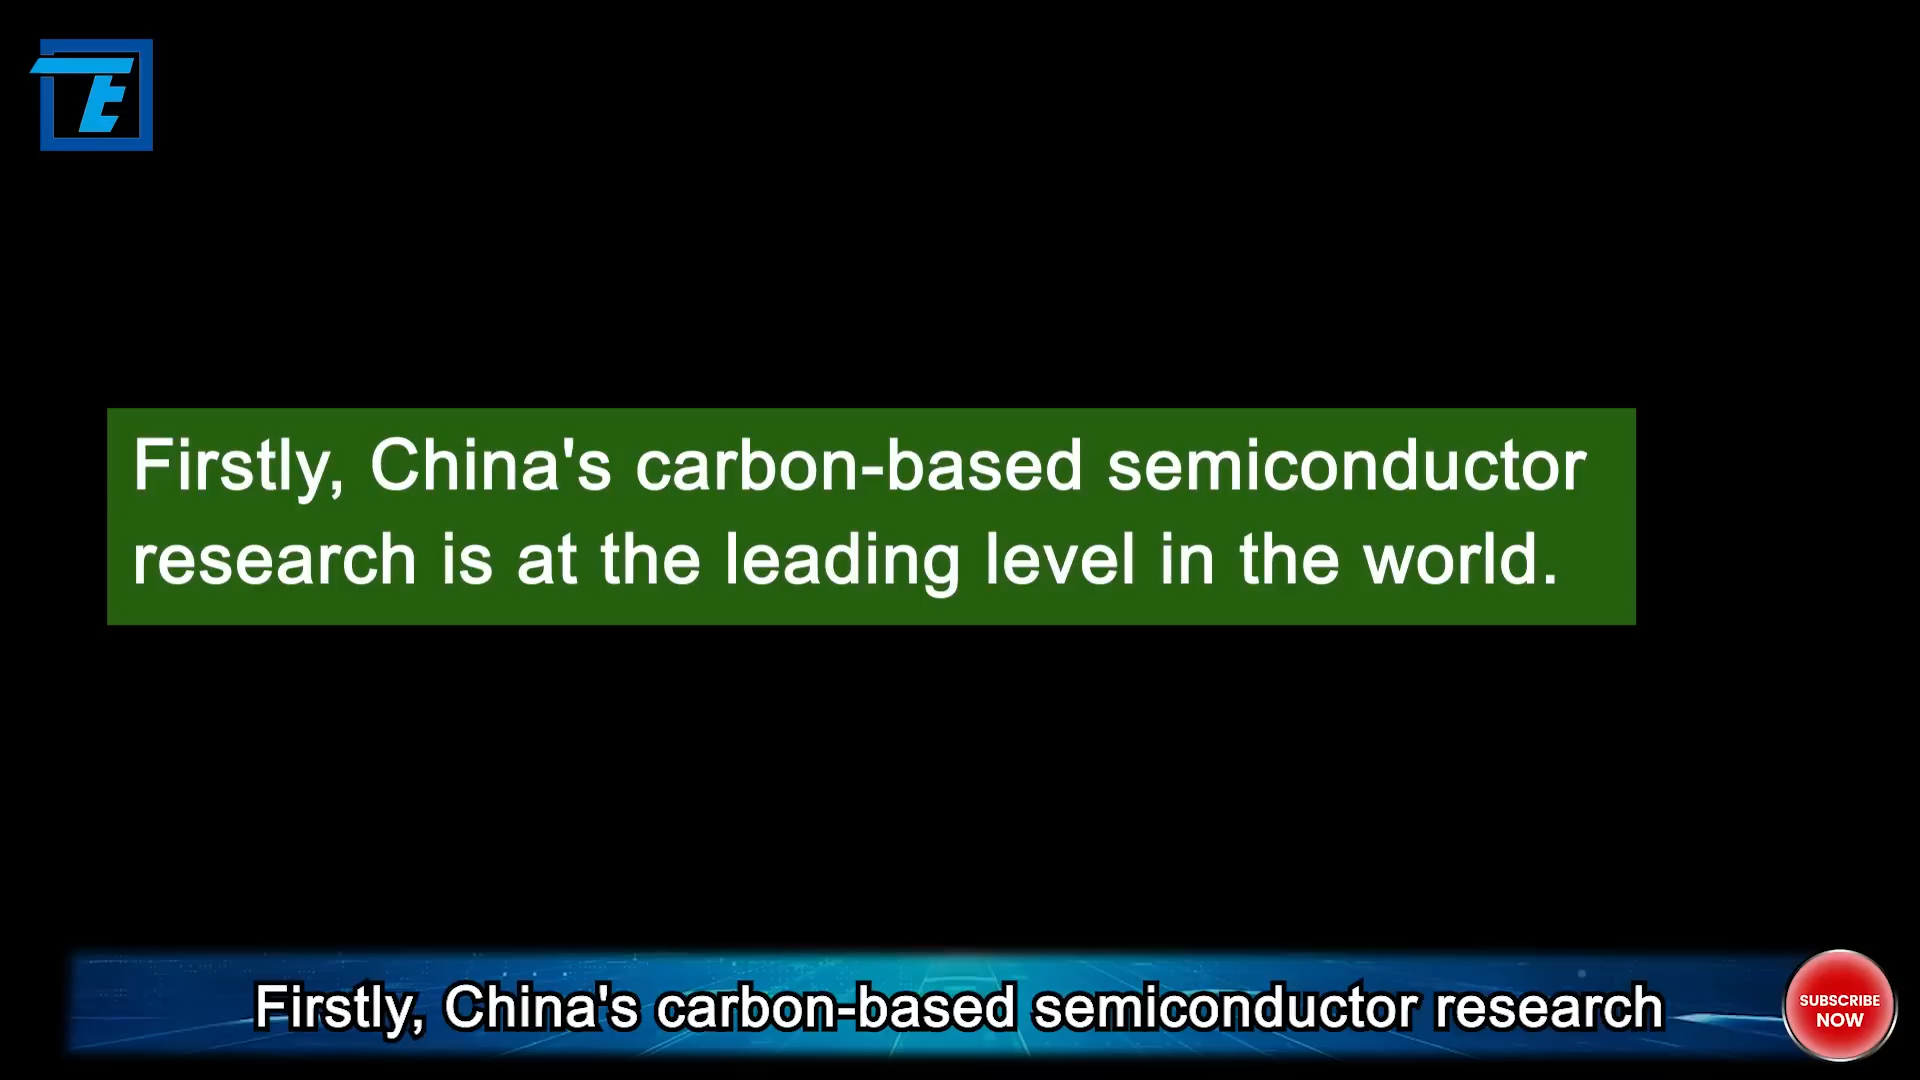 TE
Firstly, China's carbon-based semiconductor
research is at the leading level in the world.
Firstly, China's carbon-based semiconductor research
SUBSCRIBE
NOW